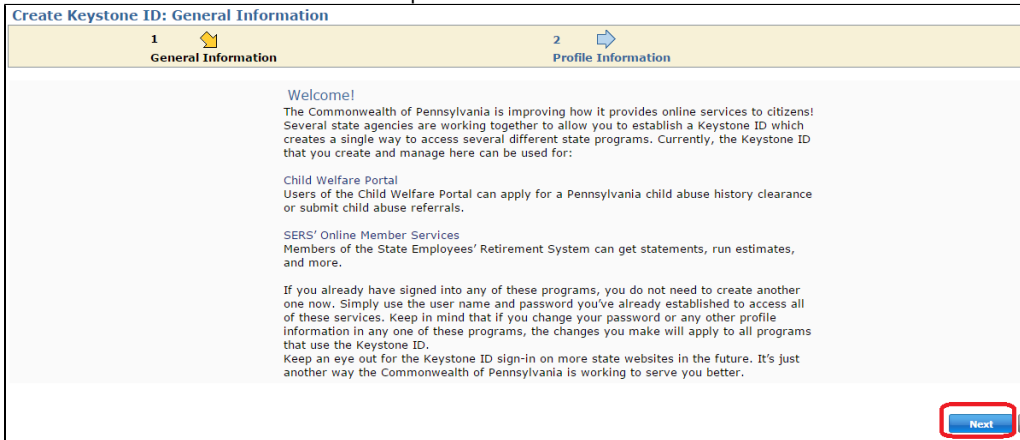 Create Keystone ID: General Information
1
General Information
2
Profile Information
Welcome!
The Commonwealth of Pennsylvania is improving how it provides online services to citizens!
Several state agencies are working together to allow you to establish a Keystone ID which
creates a single way to access several different state programs. Currently, the Keystone ID
that you create and manage here can be used for:
Child Welfare Portal
Users of the Child Welfare Portal can apply for a Pennsylvania child abuse history clearance
or submit child abuse referrals.
SERS' Online Member Services
Members of the State Employees' Retirement System can get statements, run estimates,
and more.
If you already have signed into any of these programs, you do not need to create another
one now. Simply use the user name and password you've already established to access all
of these services. Keep in mind that if you change your password or any other profile
information in any one of these programs, the changes you make will apply to all programs
that use the Keystone ID.
Keep an eye out for the Keystone ID sign-in on more state websites in the future. It's just
another way the Commonwealth of Pennsylvania is working to serve you better.
Next